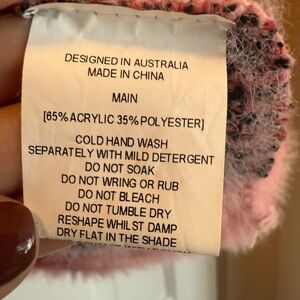 DESIGNED IN AUSTRALIA
MADE IN CHINA
MAIN
[65% ACRYLIC 35% POLYESTER]
COLD HAND WASH
SEPARATELY WITH MILD DETERGENT
DO NOT SOAK
DO NOT WRING OR RUB
DO NOT BLEACH
DO NOT TUMBLE DRY
RESHAPE WHILST DAMP
DRY FLAT IN THE SHADE